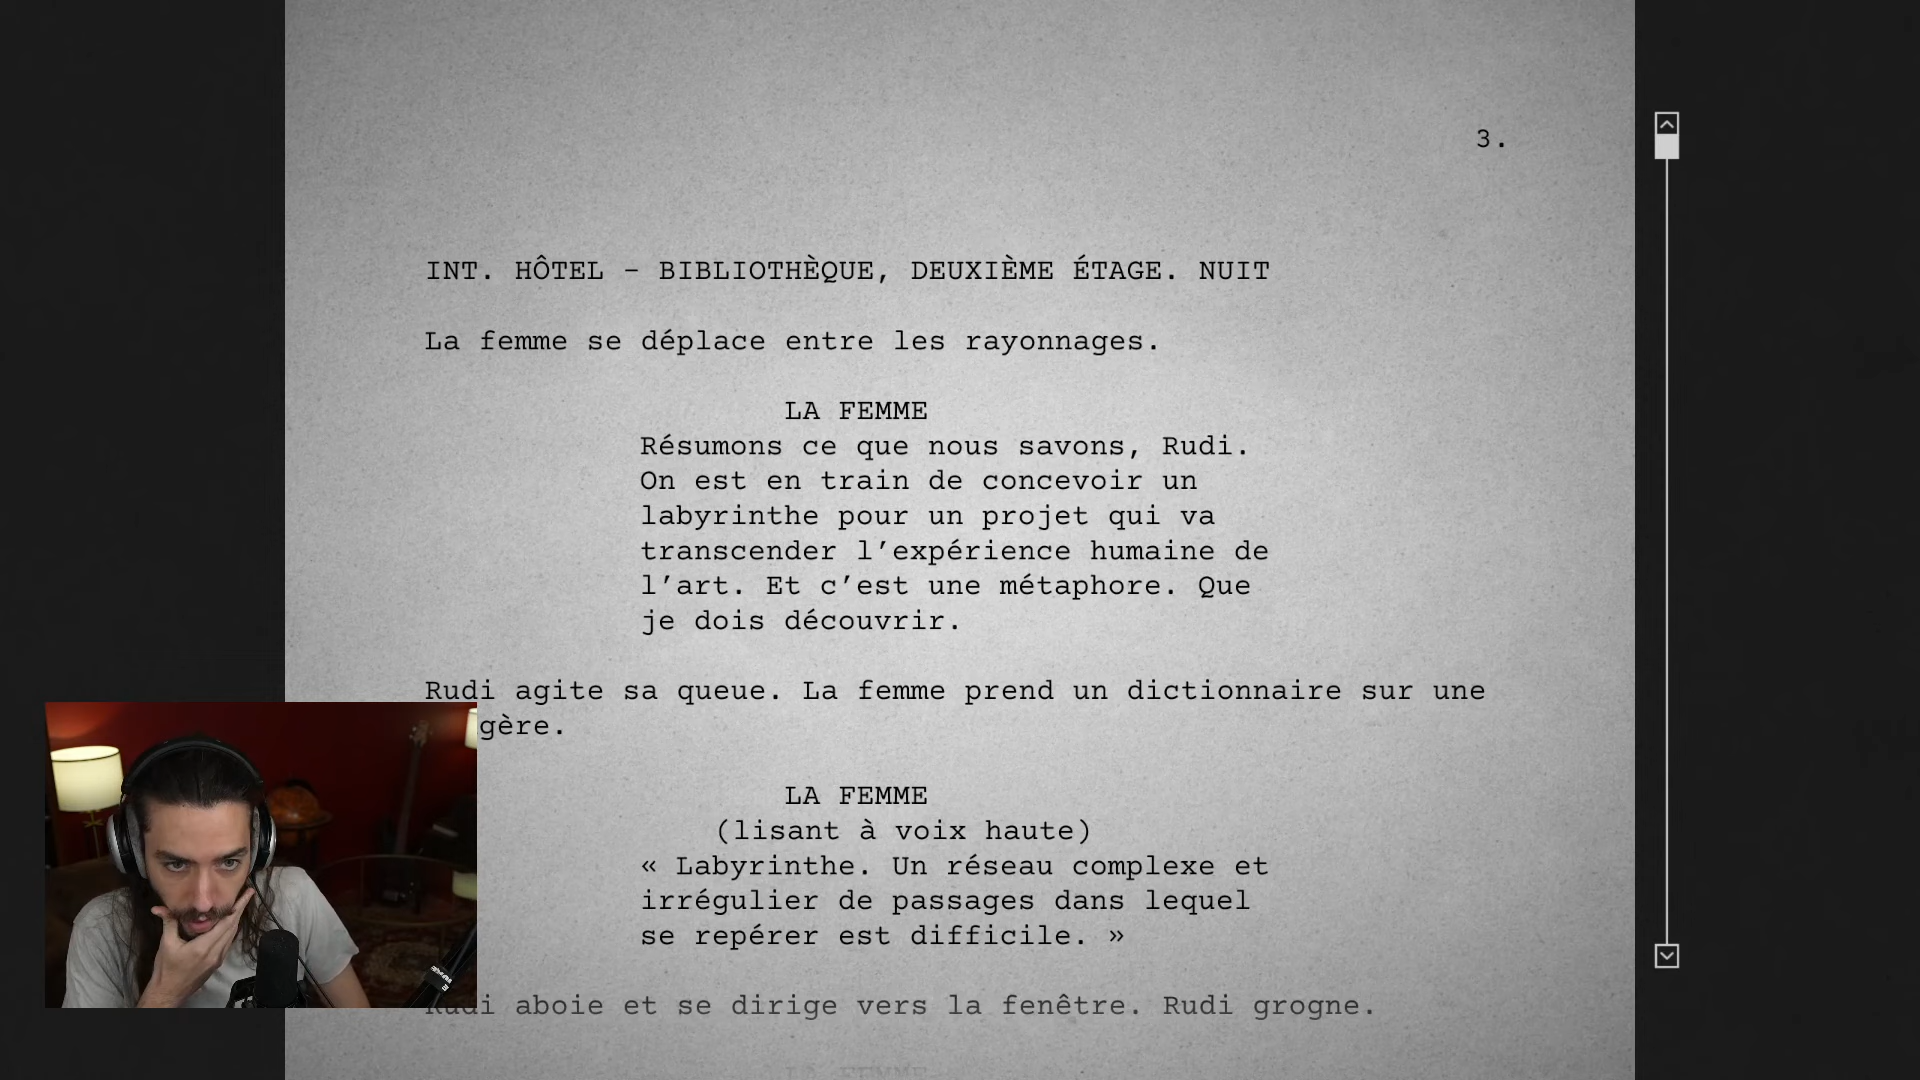 3.
INT. HÔTEL – BIBLIOTHÈQUE, DEUXIÈME ÉTAGE. NUIT
La femme se déplace entre les rayonnages.
LA FEMME
Résumons ce que nous savons, Rudi.
On est en train de concevoir un
labyrinthe pour un projet qui va
transcender l’expérience humaine de
l’art. Et c’est une métaphore. Que
je dois découvrir.
Rudi agite sa queue. La femme prend un dictionnaire sur une
gère.
LA FEMME
(lisant à voix haute)
« Labyrinthe. Un réseau complexe et
irrégulier de passages dans lequel
se repérer est difficile. »
Rudi aboie et se dirige vers la fenêtre. Rudi grogne.
LA FEMME